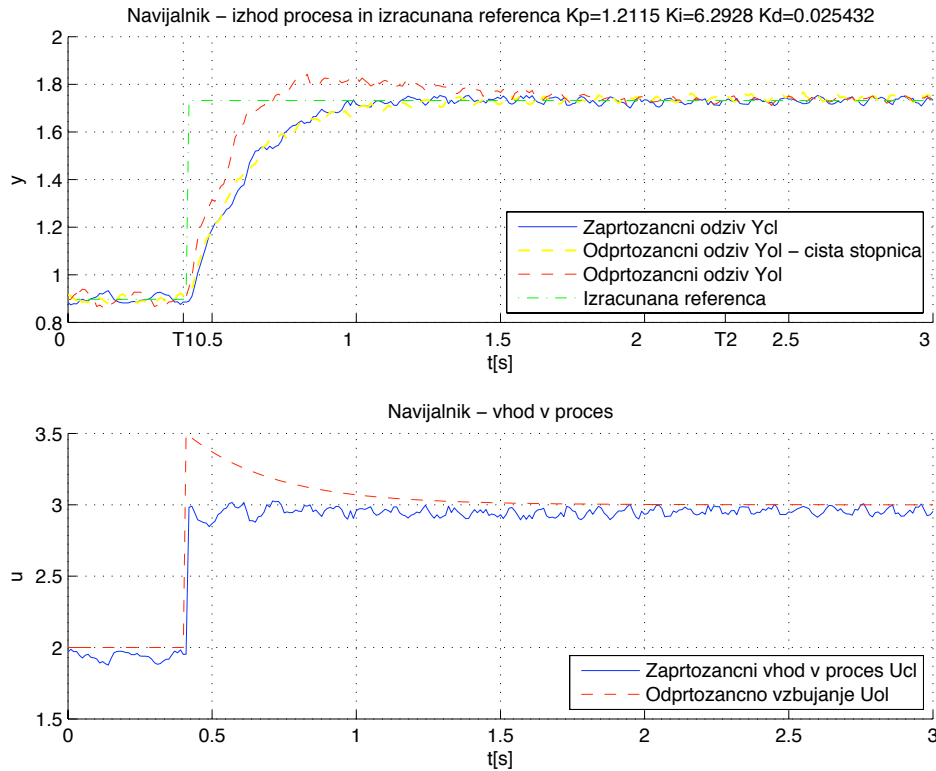 Navijalnik – izhod procesa in izracunana referenca Kp=1.2115 Ki=6.2928 Kd=0.025432
2
1.8
1.6
1.4
1.2
1
0.8
y
Zaprtozancni odziv Ycl
Odprtozancni odziv Yol – cista stopnica
Odprtozancni odziv Yol
Izracunana referenca
0 T1 0.5 1 1.5 2 T2 2.5 3
t[s]
Navijalnik – vhod v proces
3.5
3
2.5
2
1.5
u
Zaprtozancni vhod v proces Ucl
Odprtozancno vzbujanje Uol
0 0.5 1 1.5 2 2.5 3
t[s]